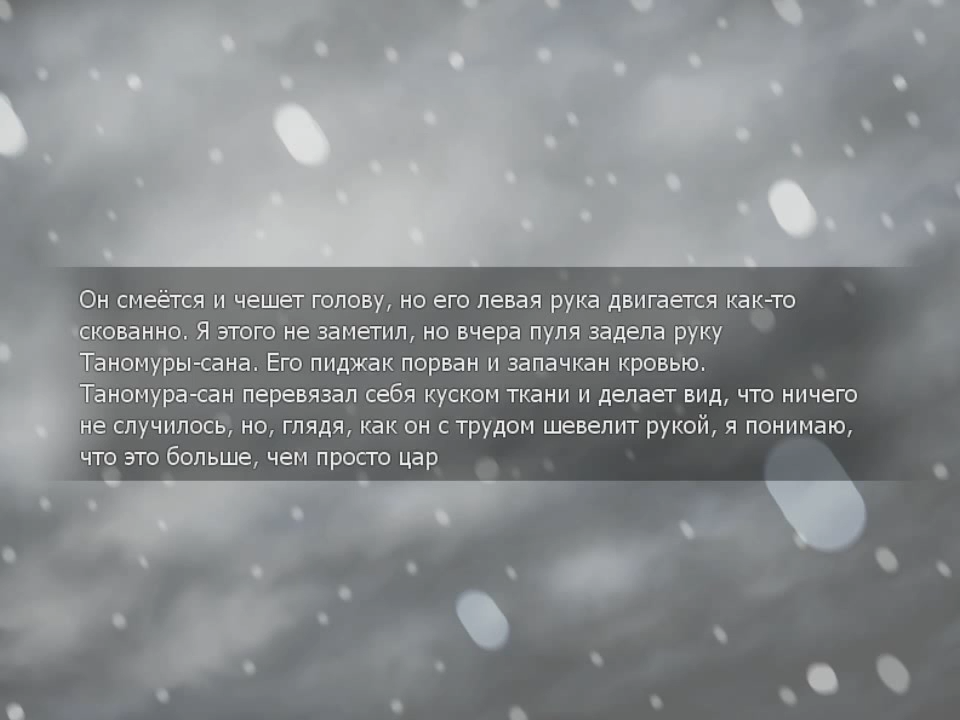 Он смеётся и чешет голову, но его левая рука двигается как-то
скованно. Я этого не заметил, но вчера пуля задела руку
Таномуры-сана. Его пиджак порван и запачкан кровью.
Таномура-сан перевязал себя куском ткани и делает вид, что ничего
не случилось, но, глядя, как он с трудом шевелит рукой, я понимаю,
что это больше, чем просто цар